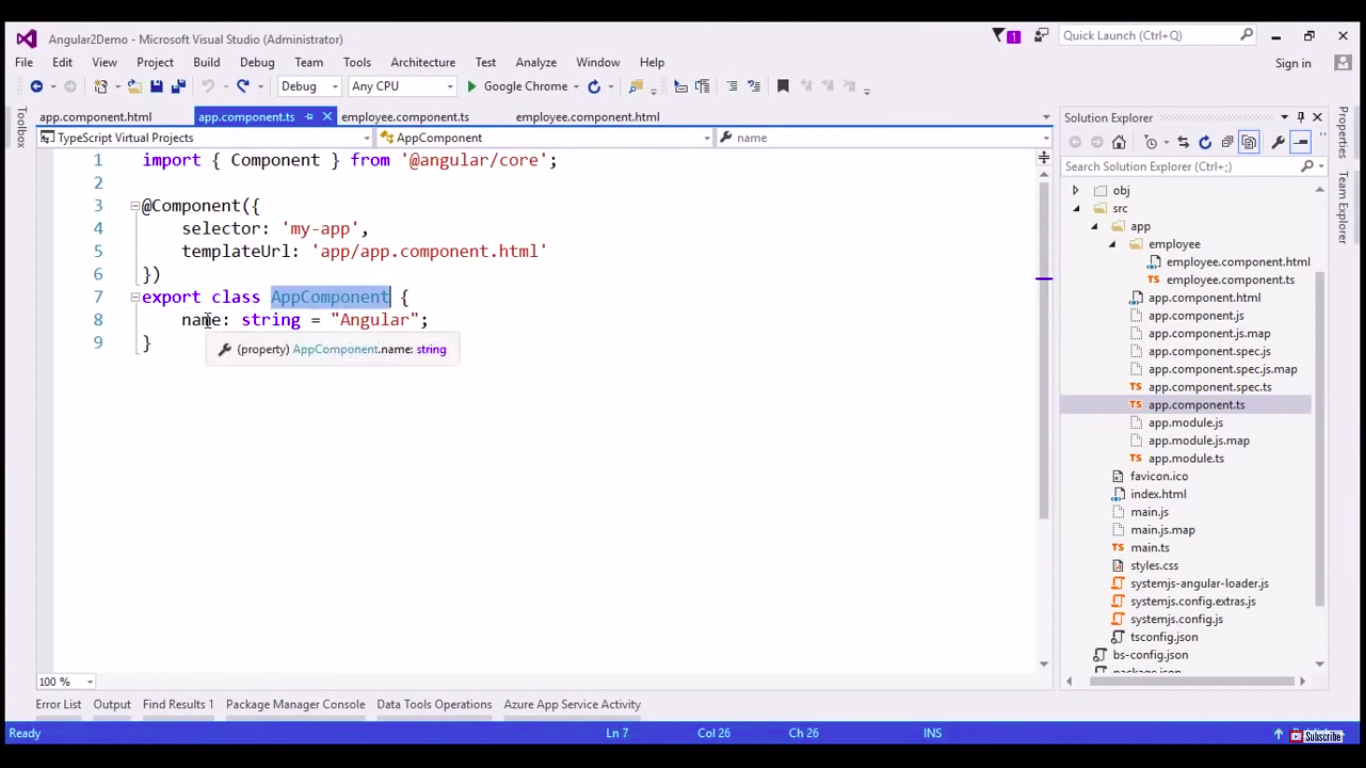 Angular2Demo - Microsoft Visual Studio (Administrator)
1
Quick Launch (Ctrl+Q)
File Edit View Project Build Debug Team Tools Architecture Test Analyze Window Help
Sign in
Debug Any CPU Google Chrome
Toolbox
app.component.html app.component.ts employee.component.ts employee.component.html
TypeScript Virtual Projects AppComponent name
1 import { Component } from '@angular/core';
2
3 @Component({
4 selector: 'my-app',
5 templateUrl: 'app/app.component.html'
6 })
7 export class AppComponent {
8 name: string = "Angular";
9 }
(property) AppComponent.name: string
100 %
Solution Explorer
Search Solution Explorer (Ctrl+;)
obj
src
app
employee
employee.component.html
TS employee.component.ts
app.component.html
app.component.js
app.component.js.map
app.component.spec.js
app.component.spec.js.map
TS app.component.spec.ts
TS app.component.ts
app.module.js
app.module.js.map
TS app.module.ts
favicon.ico
index.html
main.js
main.js.map
TS main.ts
styles.css
systemjs-angular-loader.js
systemjs.config.extras.js
systemjs.config.js
tsconfig.json
bs-config.json
package.json
Properties
Team Explorer
Error List Output Find Results 1 Package Manager Console Data Tools Operations Azure App Service Activity
Ready Ln 7 Col 26 Ch 26 INS
Subscribe